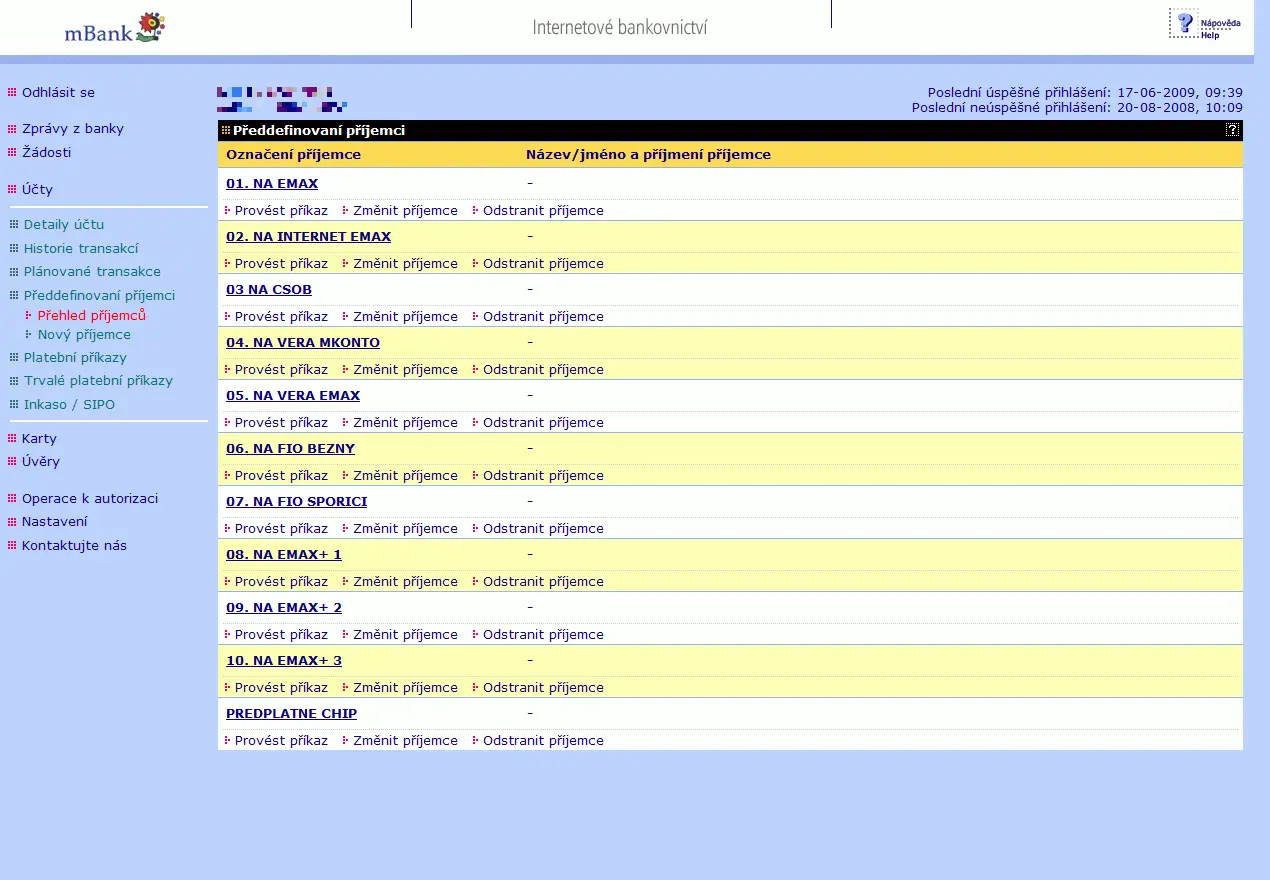 mBank
Internetové bankovnictví
Nápověda
Help
Odhlásit se
Zprávy z banky
Žádosti
Účty
Detaily účtu
Historie transakcí
Plánované transakce
Předdefinovaní příjemci
Přehled příjemců
Nový příjemce
Platební příkazy
Trvalé platební příkazy
Inkaso / SIPO
Karty
Úvěry
Operace k autorizaci
Nastavení
Kontaktujte nás
Poslední úspěšné přihlášení: 17-06-2009, 09:39
Poslední neúspěšné přihlášení: 20-08-2008, 10:09
Předdefinovaní příjemci ?
Označení příjemce Název/jméno a příjmení příjemce
01. NA EMAX -
Provést příkaz Změnit příjemce Odstranit příjemce
02. NA INTERNET EMAX -
Provést příkaz Změnit příjemce Odstranit příjemce
03 NA CSOB -
Provést příkaz Změnit příjemce Odstranit příjemce
04. NA VERA MKONTO -
Provést příkaz Změnit příjemce Odstranit příjemce
05. NA VERA EMAX -
Provést příkaz Změnit příjemce Odstranit příjemce
06. NA FIO BEZNY -
Provést příkaz Změnit příjemce Odstranit příjemce
07. NA FIO SPORICI -
Provést příkaz Změnit příjemce Odstranit příjemce
08. NA EMAX+ 1 -
Provést příkaz Změnit příjemce Odstranit příjemce
09. NA EMAX+ 2 -
Provést příkaz Změnit příjemce Odstranit příjemce
10. NA EMAX+ 3 -
Provést příkaz Změnit příjemce Odstranit příjemce
PREDPLATNE CHIP -
Provést příkaz Změnit příjemce Odstranit příjemce